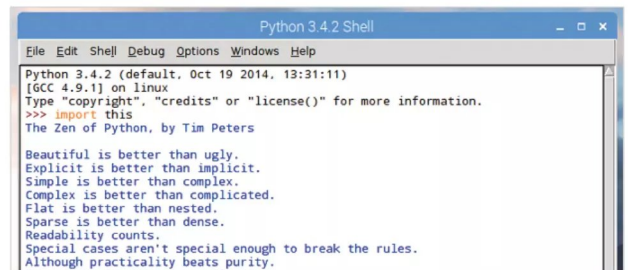 Python 3.4.2 Shell
File Edit Shell Debug Options Windows Help
Python 3.4.2 (default, Oct 19 2014, 13:31:11)
[GCC 4.9.1] on linux
Type "copyright", "credits" or "license()" for more information.
>>> import this
The Zen of Python, by Tim Peters

Beautiful is better than ugly.
Explicit is better than implicit.
Simple is better than complex.
Complex is better than complicated.
Flat is better than nested.
Sparse is better than dense.
Readability counts.
Special cases aren't special enough to break the rules.
Although practicality beats purity.